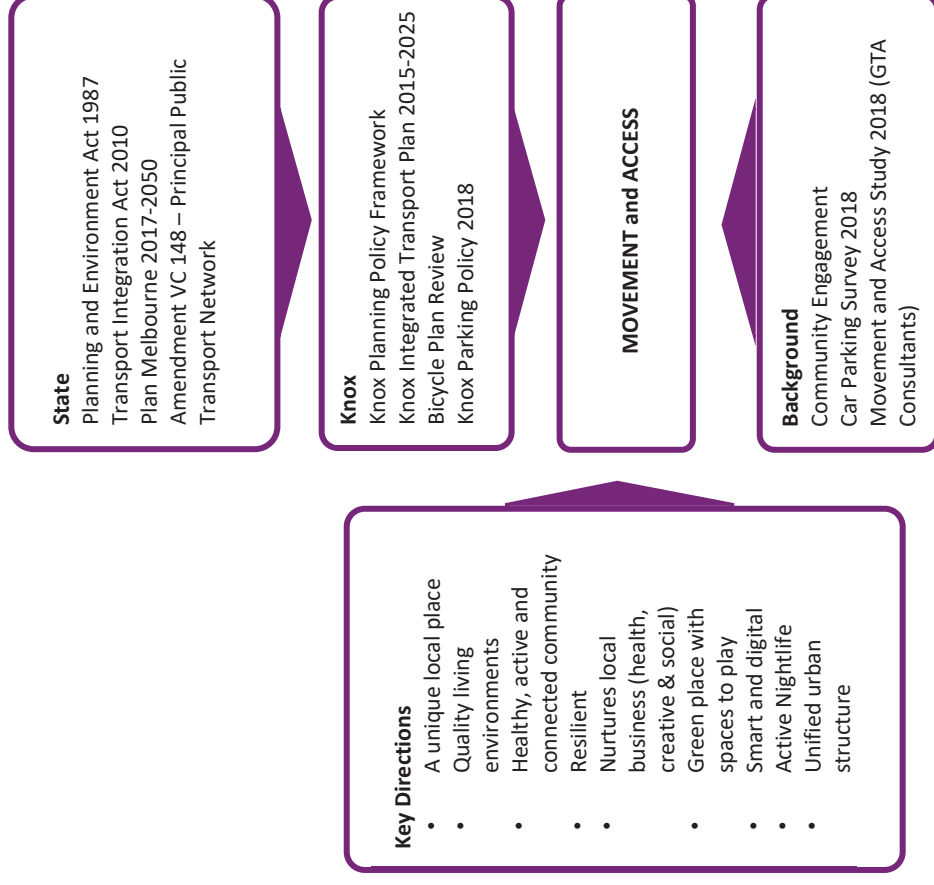 State
Planning and Environment Act 1987
Transport Integration Act 2010
Plan Melbourne 2017-2050
Amendment VC 148 – Principal Public
Transport Network
Knox
Knox Planning Policy Framework
Knox Integrated Transport Plan 2015-2025
Bicycle Plan Review
Knox Parking Policy 2018
MOVEMENT and ACCESS
Background
Community Engagement
Car Parking Survey 2018
Movement and Access Study 2018 (GTA
Consultants)
Key Directions
• A unique local place
• Quality living
environments
• Healthy, active and
connected community
• Resilient
• Nurtures local
business (health,
creative & social)
• Green place with
spaces to play
• Smart and digital
• Active Nightlife
• Unified urban
structure